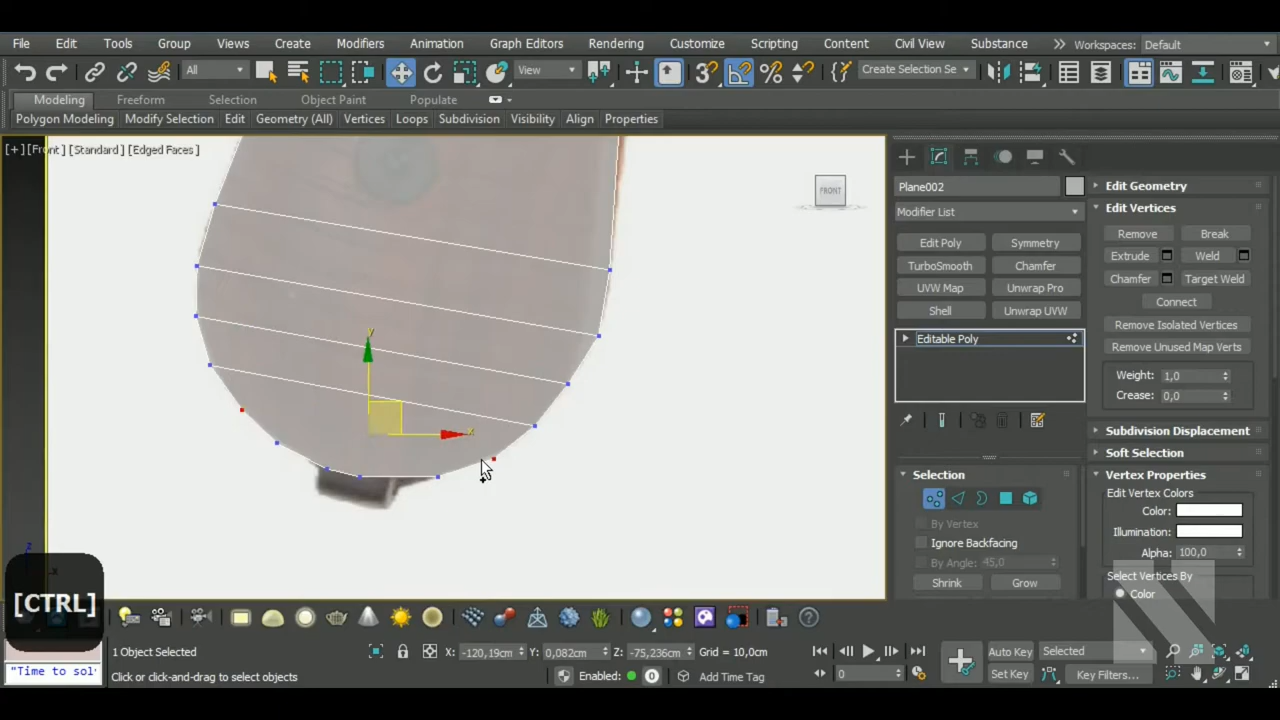 File Edit Tools Group Views Create Modifiers Animation Graph Editors Rendering Customize Scripting Content Civil View Substance Workspaces: Default
All View Create Selection Se
Modeling Freeform Selection Object Paint Populate
Polygon Modeling Modify Selection Edit Geometry (All) Vertices Loops Subdivision Visibility Align Properties
[+] [Front] [Standard] [Edged Faces]
FRONT
y
x
z
x
[CTRL]
Plane002
Modifier List
Edit Poly Symmetry
TurboSmooth Chamfer
UVW Map Unwrap Pro
Shell Unwrap UVW
Editable Poly
Selection
By Vertex
Ignore Backfacing
By Angle: 45,0
Shrink Grow
Edit Geometry
Edit Vertices
Remove Break
Extrude Weld
Chamfer Target Weld
Connect
Remove Isolated Vertices
Remove Unused Map Verts
Weight: 1,0
Crease: 0,0
Subdivision Displacement
Soft Selection
Vertex Properties
Edit Vertex Colors
Color:
Illumination:
Alpha: 100,0
Select Vertices By
Color
1 Object Selected X: -120,19cm Y: 0,082cm Z: -75,236cm Grid = 10,0cm Auto Key Selected
"Time to sol Click or click-and-drag to select objects Enabled: 0 Add Time Tag 0 Set Key Key Filters...